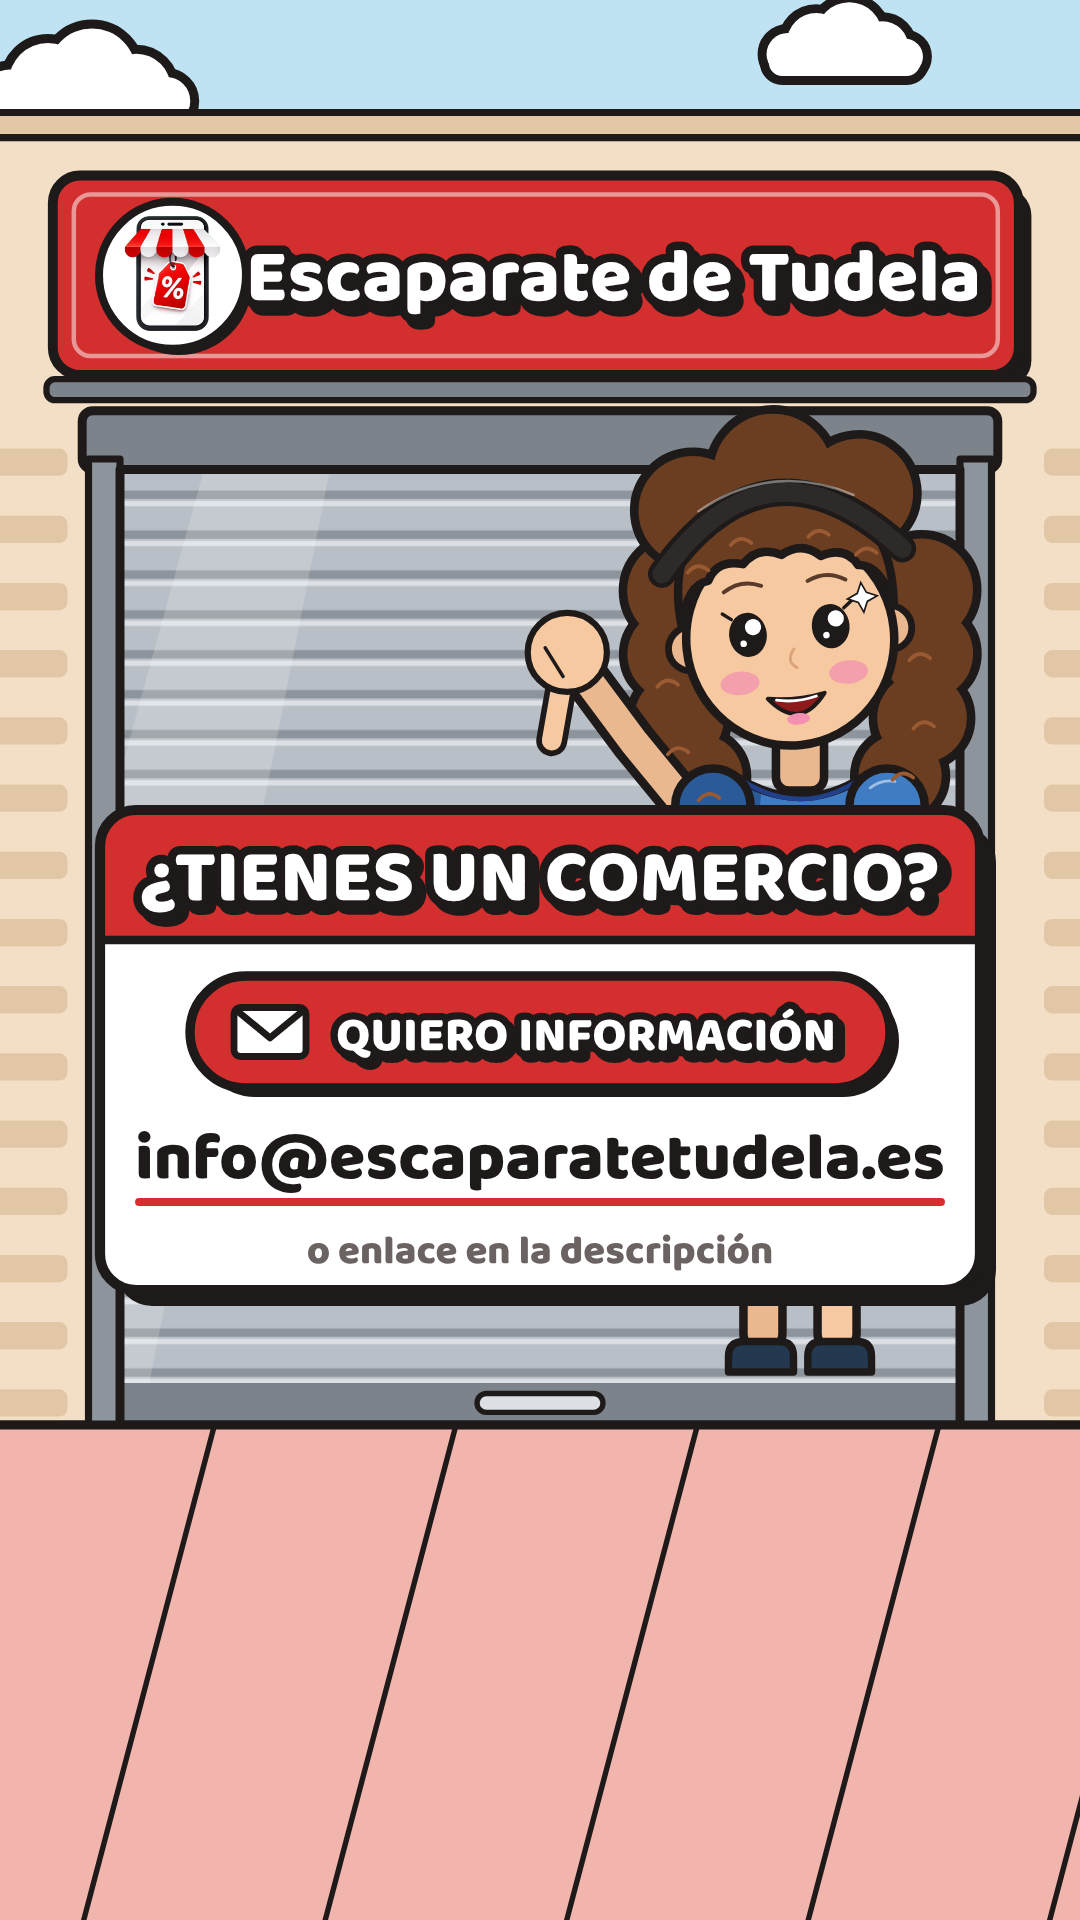 %
Escaparate de Tudela
¿TIENES UN COMERCIO?
QUIERO INFORMACIÓN
info@escaparatetudela.es
o enlace en la descripción